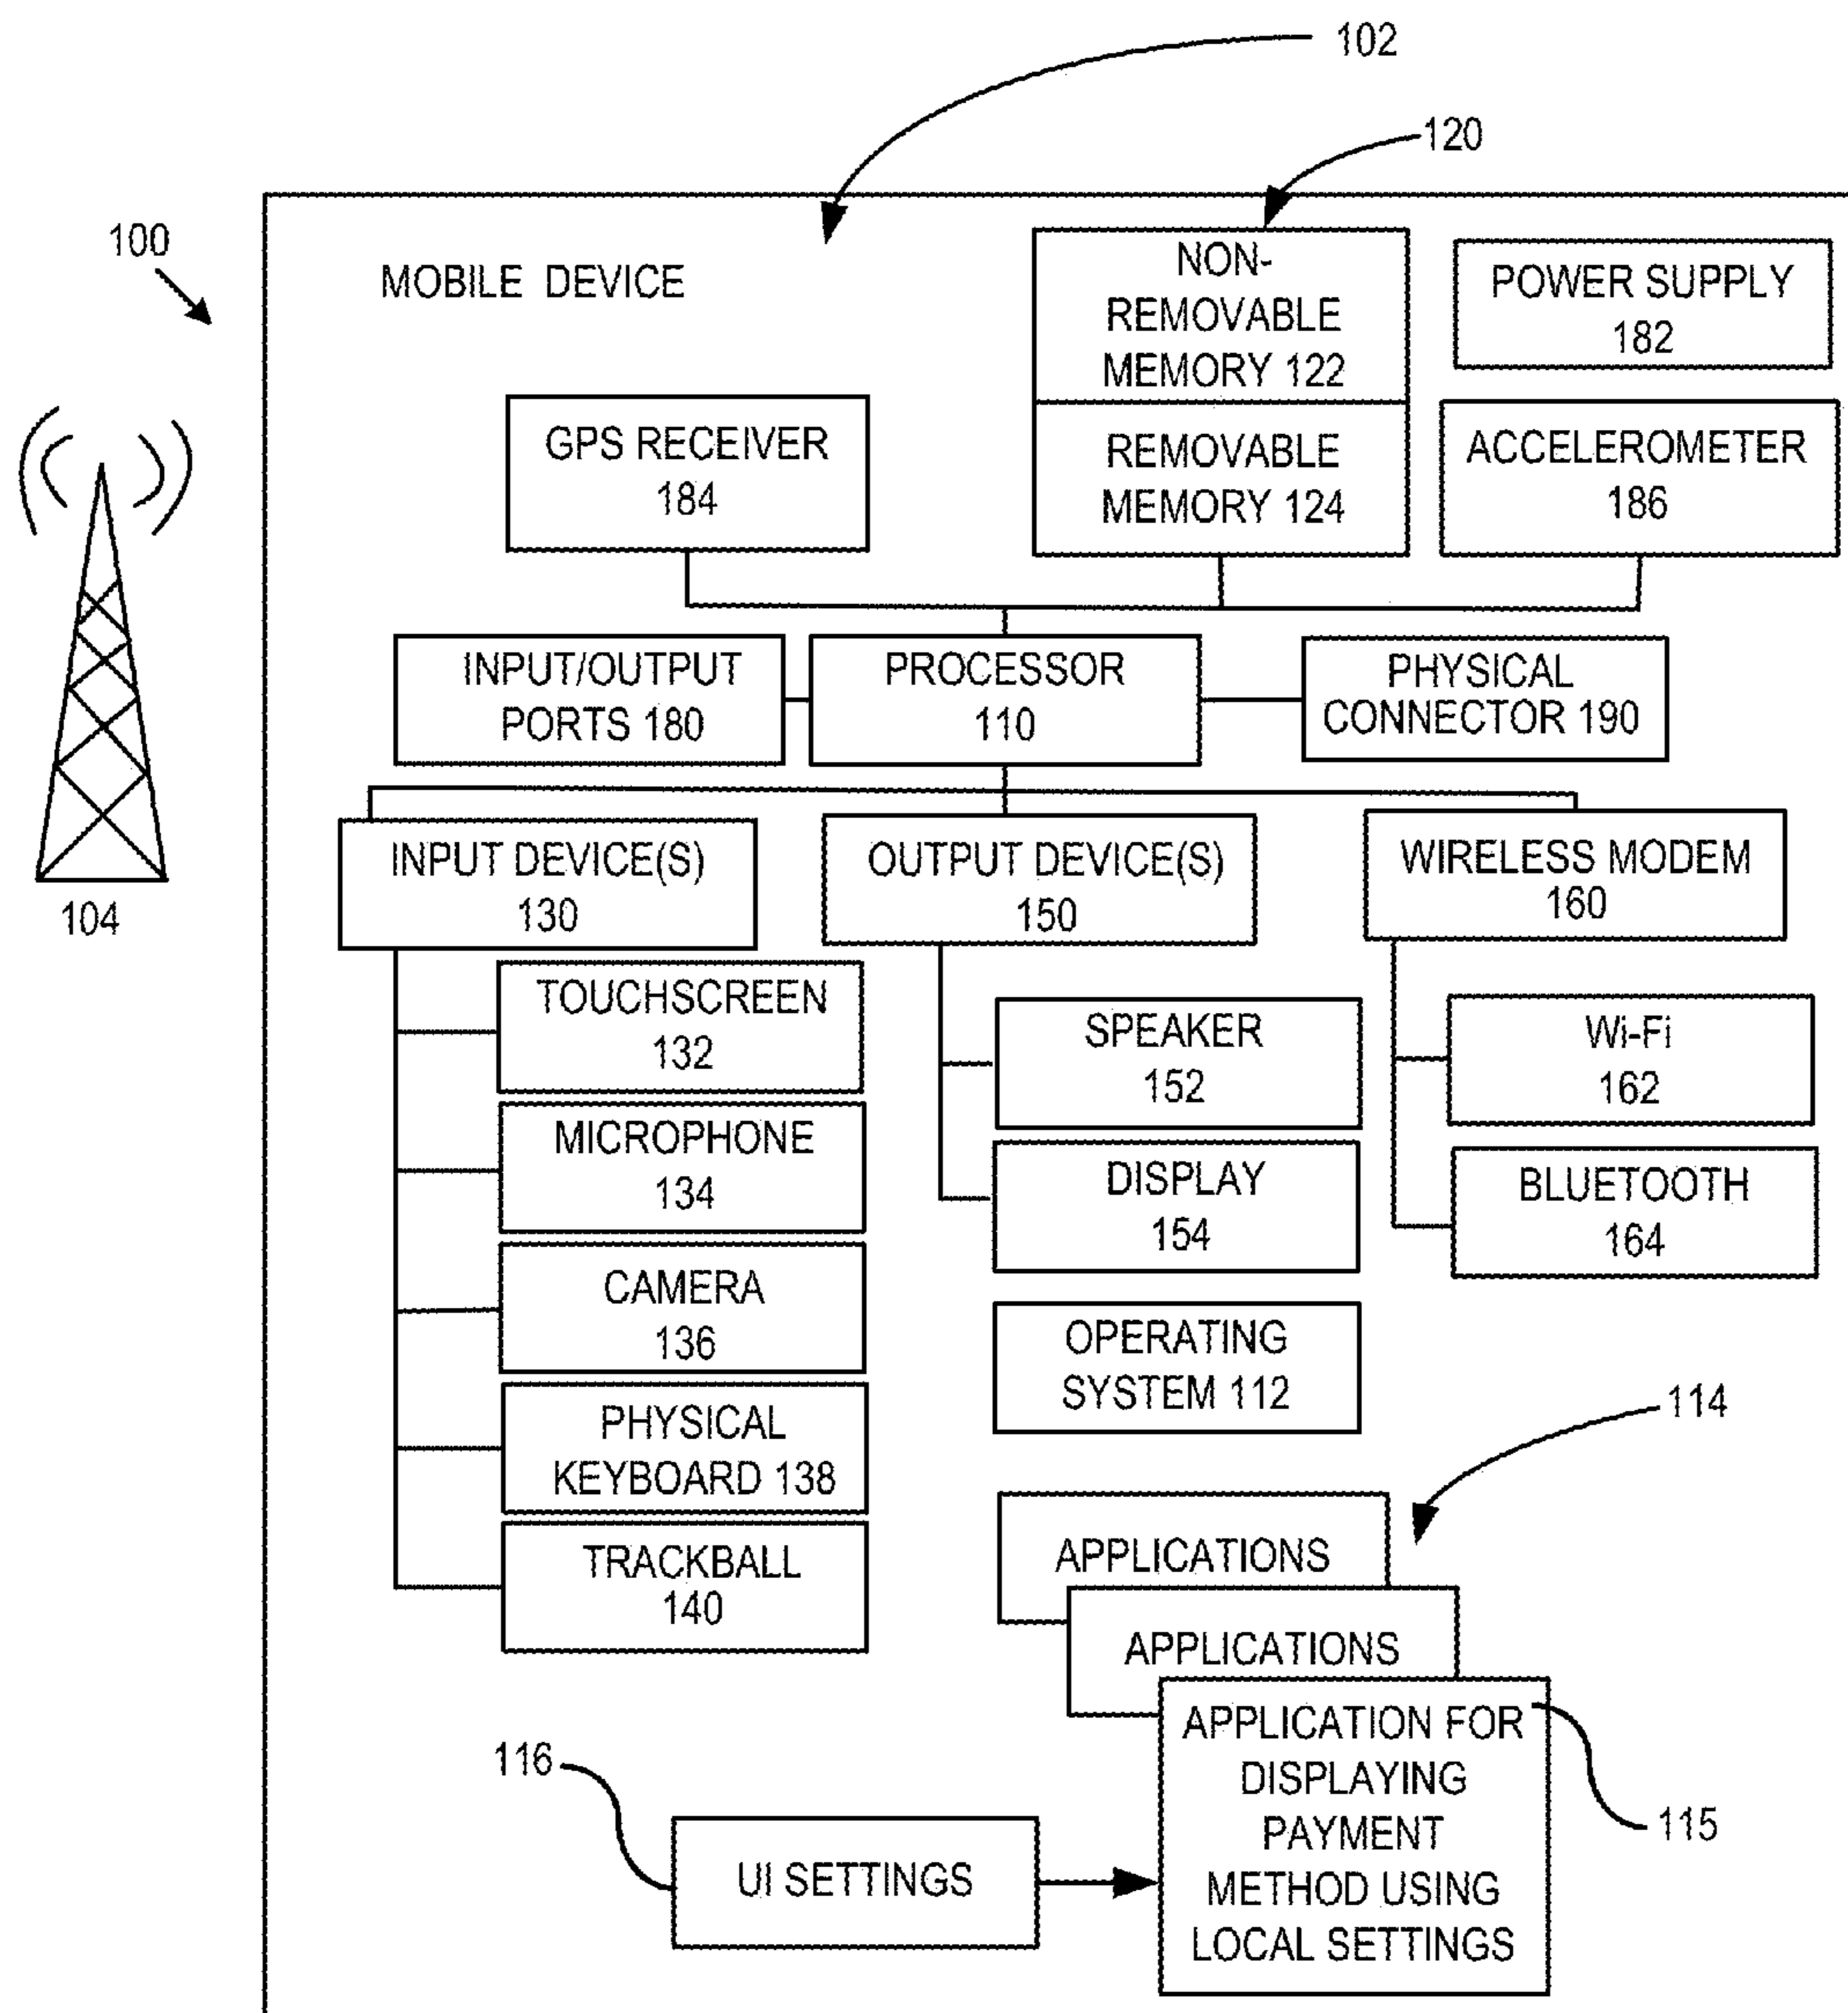 102
120
100
MOBILE DEVICE
NON-
REMOVABLE
MEMORY 122
POWER SUPPLY
182
GPS RECEIVER
184
REMOVABLE
MEMORY 124
ACCELEROMETER
186
INPUT/OUTPUT
PORTS 180
PROCESSOR
110
PHYSICAL
CONNECTOR 190
104
INPUT DEVICE(S)
130
OUTPUT DEVICE(S)
150
WIRELESS MODEM
160
TOUCHSCREEN
132
SPEAKER
152
Wi-Fi
162
MICROPHONE
134
DISPLAY
154
BLUETOOTH
164
CAMERA
136
OPERATING
SYSTEM 112
PHYSICAL
KEYBOARD 138
114
TRACKBALL
140
APPLICATIONS
APPLICATIONS
APPLICATION FOR
DISPLAYING
PAYMENT
METHOD USING
LOCAL SETTINGS
115
116
UI SETTINGS